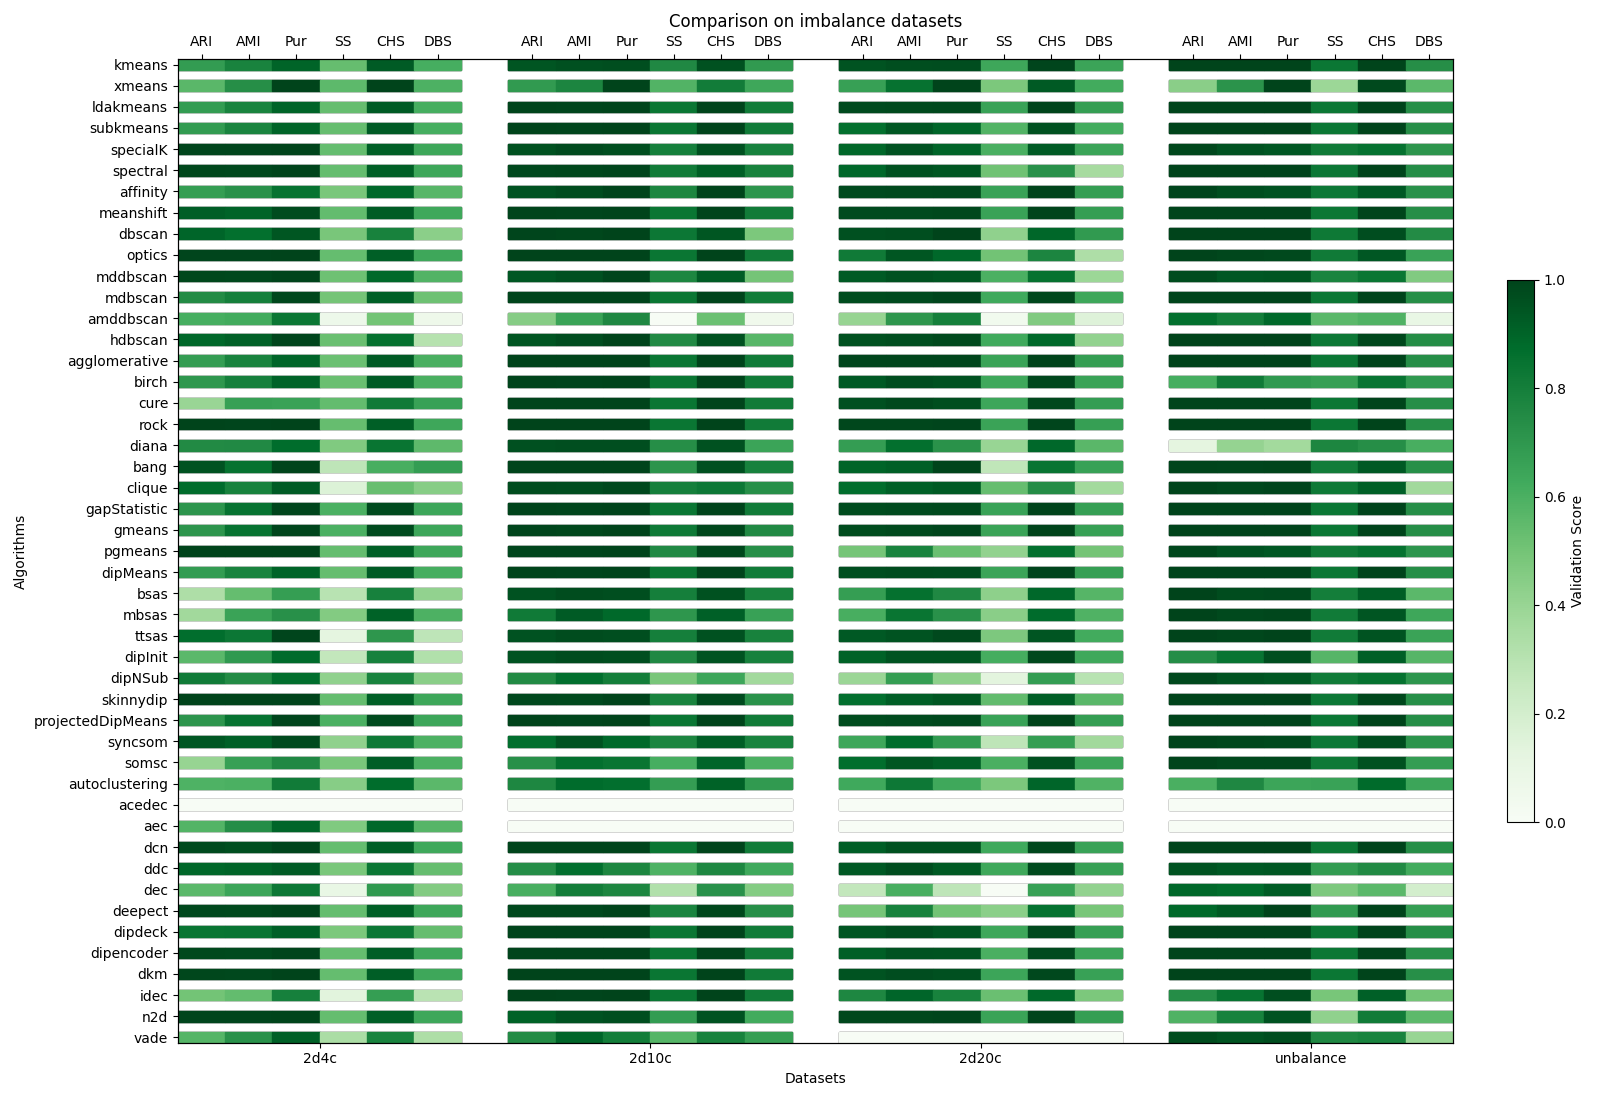 Comparison on imbalance datasets
ARI AMI Pur SS CHS DBS ARI AMI Pur SS CHS DBS ARI AMI Pur SS CHS DBS ARI AMI Pur SS CHS DBS
kmeans
xmeans
ldakmeans
subkmeans
specialK
spectral
affinity
meanshift
dbscan
optics
mddbscan
mdbscan
amddbscan
hdbscan
agglomerative
birch
cure
rock
diana
bang
clique
gapStatistic
gmeans
pgmeans
dipMeans
bsas
mbsas
ttsas
dipInit
dipNSub
skinnydip
projectedDipMeans
syncsom
somsc
autoclustering
acedec
aec
dcn
ddc
dec
deepect
dipdeck
dipencoder
dkm
idec
n2d
vade
Algorithms
2d4c 2d10c 2d20c unbalance
Datasets
1.0
0.8
0.6
0.4
0.2
0.0
Validation Score